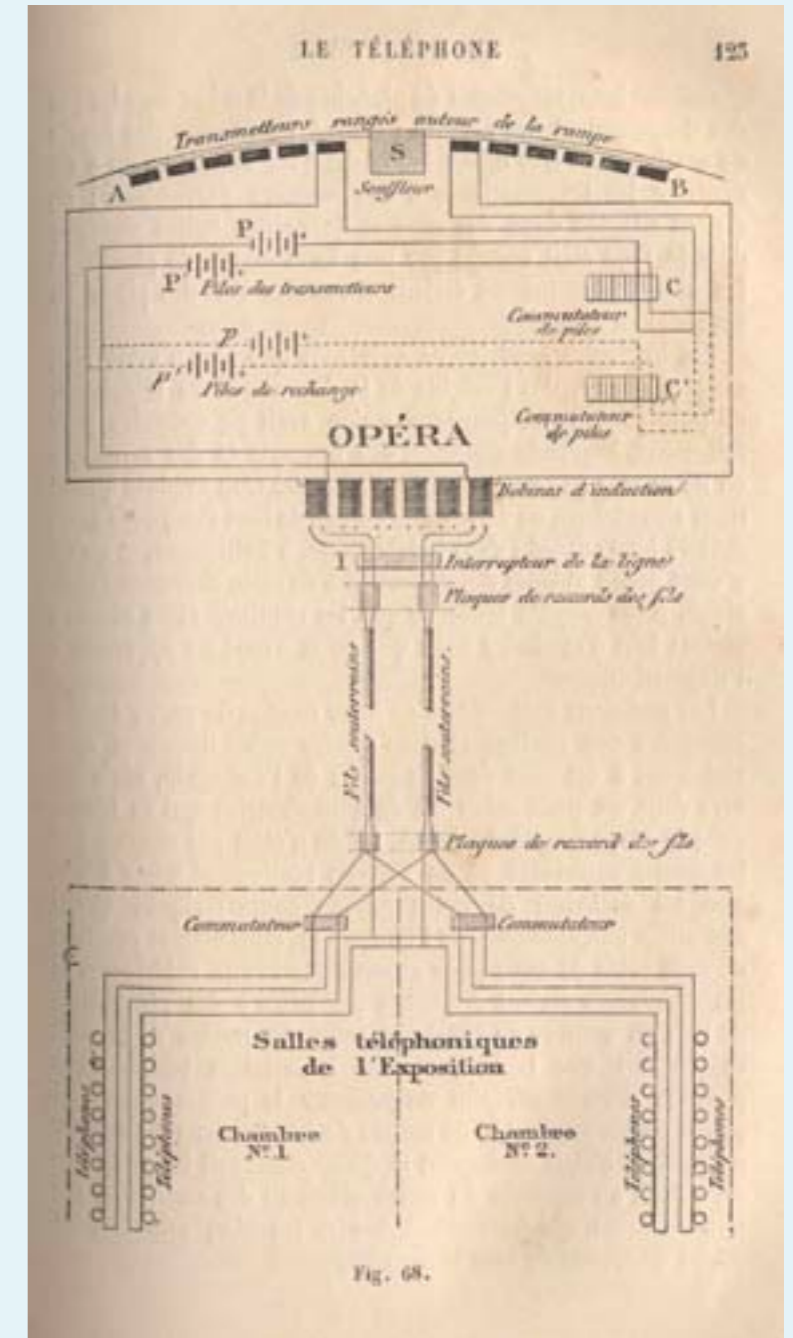 LE TÉLÉPHONE 125
Transmetteurs rangés autour de la rampe
S
A
Souffleur
B
P
P
Piles des transmetteurs
C
Commutateur
de piles
P
P
Piles de rechange
C'
Commutateur
de piles
OPÉRA
Bobines d'induction
I
Interrupteur de la ligne
Plaques de raccords des fils
Fils souterrains
Fils souterrains.
Plaques de raccord des fils
Commutateur
Commutateur
Salles téléphoniques
de l'Exposition
Téléphones
Téléphones
Chambre
N° 1
Chambre
N° 2.
Téléphones
Téléphones
Fig. 68.